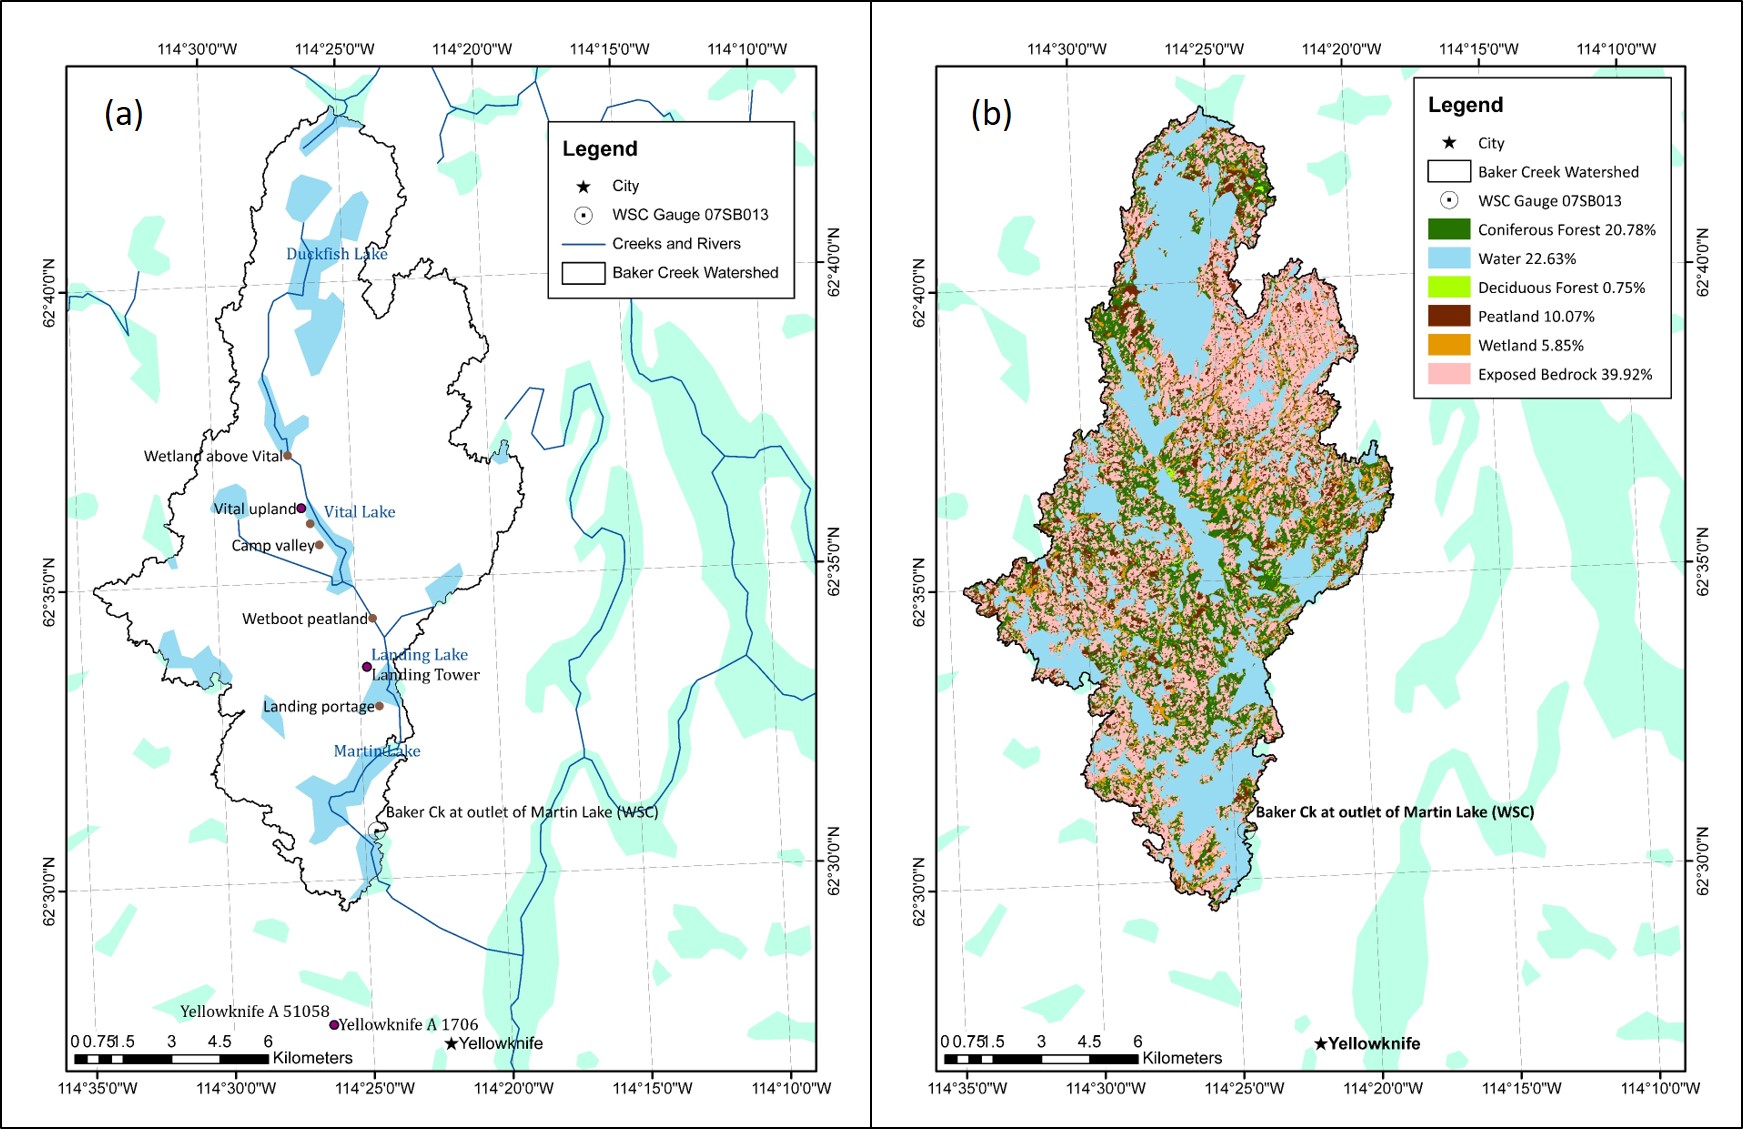 (a)
114°30'0"W 114°25'0"W 114°20'0"W 114°15'0"W 114°10'0"W
62°40'0"N
62°35'0"N
62°30'0"N
62°40'0"N
62°35'0"N
62°30'0"N
Legend
City
WSC Gauge 07SB013
Creeks and Rivers
Baker Creek Watershed
Duckfish Lake
Wetland above Vital
Vital upland
Vital Lake
Camp valley
Wetboot peatland
Landing Lake
Landing Tower
Landing portage
Martin Lake
Baker Ck at outlet of Martin Lake (WSC)
Yellowknife A 51058
Yellowknife A 1706
Yellowknife
0 0.75 1.5 3 4.5 6
Kilometers
114°35'0"W 114°30'0"W 114°25'0"W 114°20'0"W 114°15'0"W 114°10'0"W
(b)
114°30'0"W 114°25'0"W 114°20'0"W 114°15'0"W 114°10'0"W
62°40'0"N
62°35'0"N
62°30'0"N
62°40'0"N
62°35'0"N
62°30'0"N
Legend
City
Baker Creek Watershed
WSC Gauge 07SB013
Coniferous Forest 20.78%
Water 22.63%
Deciduous Forest 0.75%
Peatland 10.07%
Wetland 5.85%
Exposed Bedrock 39.92%
Baker Ck at outlet of Martin Lake (WSC)
Yellowknife
0 0.75 1.5 3 4.5 6
Kilometers
114°35'0"W 114°30'0"W 114°25'0"W 114°20'0"W 114°15'0"W 114°10'0"W